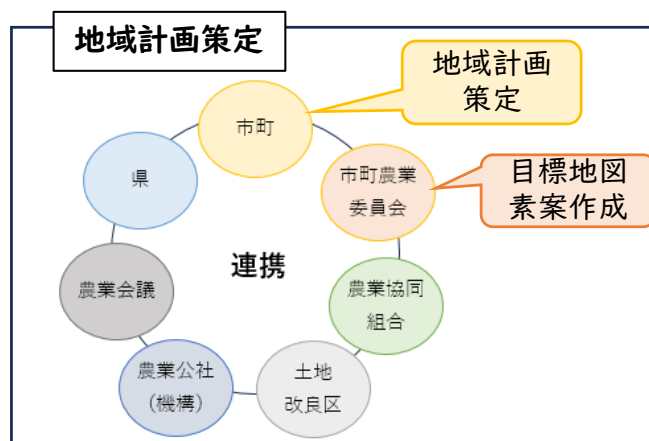 地域計画策定
地域計画
策定
市町
県
市町農業
委員会
目標地図
素案作成
連携
農業会議
農業協同
組合
農業公社
(機構)
土地
改良区